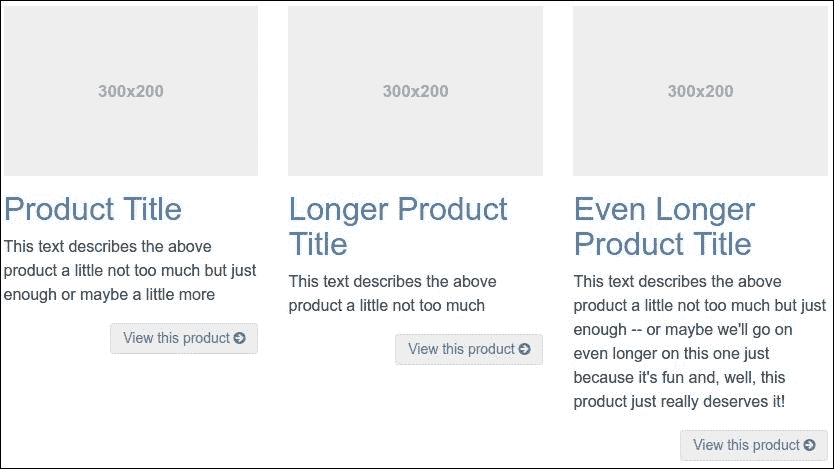 300x200
Product Title
This text describes the above
product a little not too much but just
enough or maybe a little more
View this product
300x200
Longer Product
Title
This text describes the above
product a little not too much
View this product
300x200
Even Longer
Product Title
This text describes the above
product a little not too much but just
enough -- or maybe we'll go on
even longer on this one just
because it's fun and, well, this
product just really deserves it!
View this product